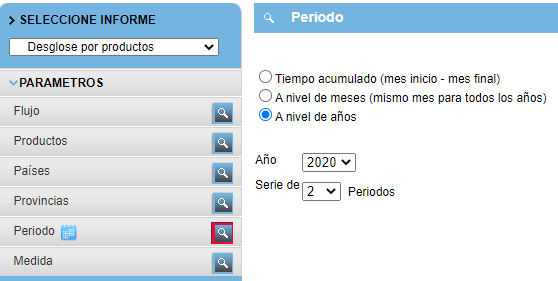 SELECCIONE INFORME
Desglose por productos
PARAMETROS
Flujo
Productos
Países
Provincias
Periodo
Medida
Periodo
Tiempo acumulado (mes inicio - mes final)
A nivel de meses (mismo mes para todos los años)
A nivel de años
Año 2020
Serie de 2 Periodos